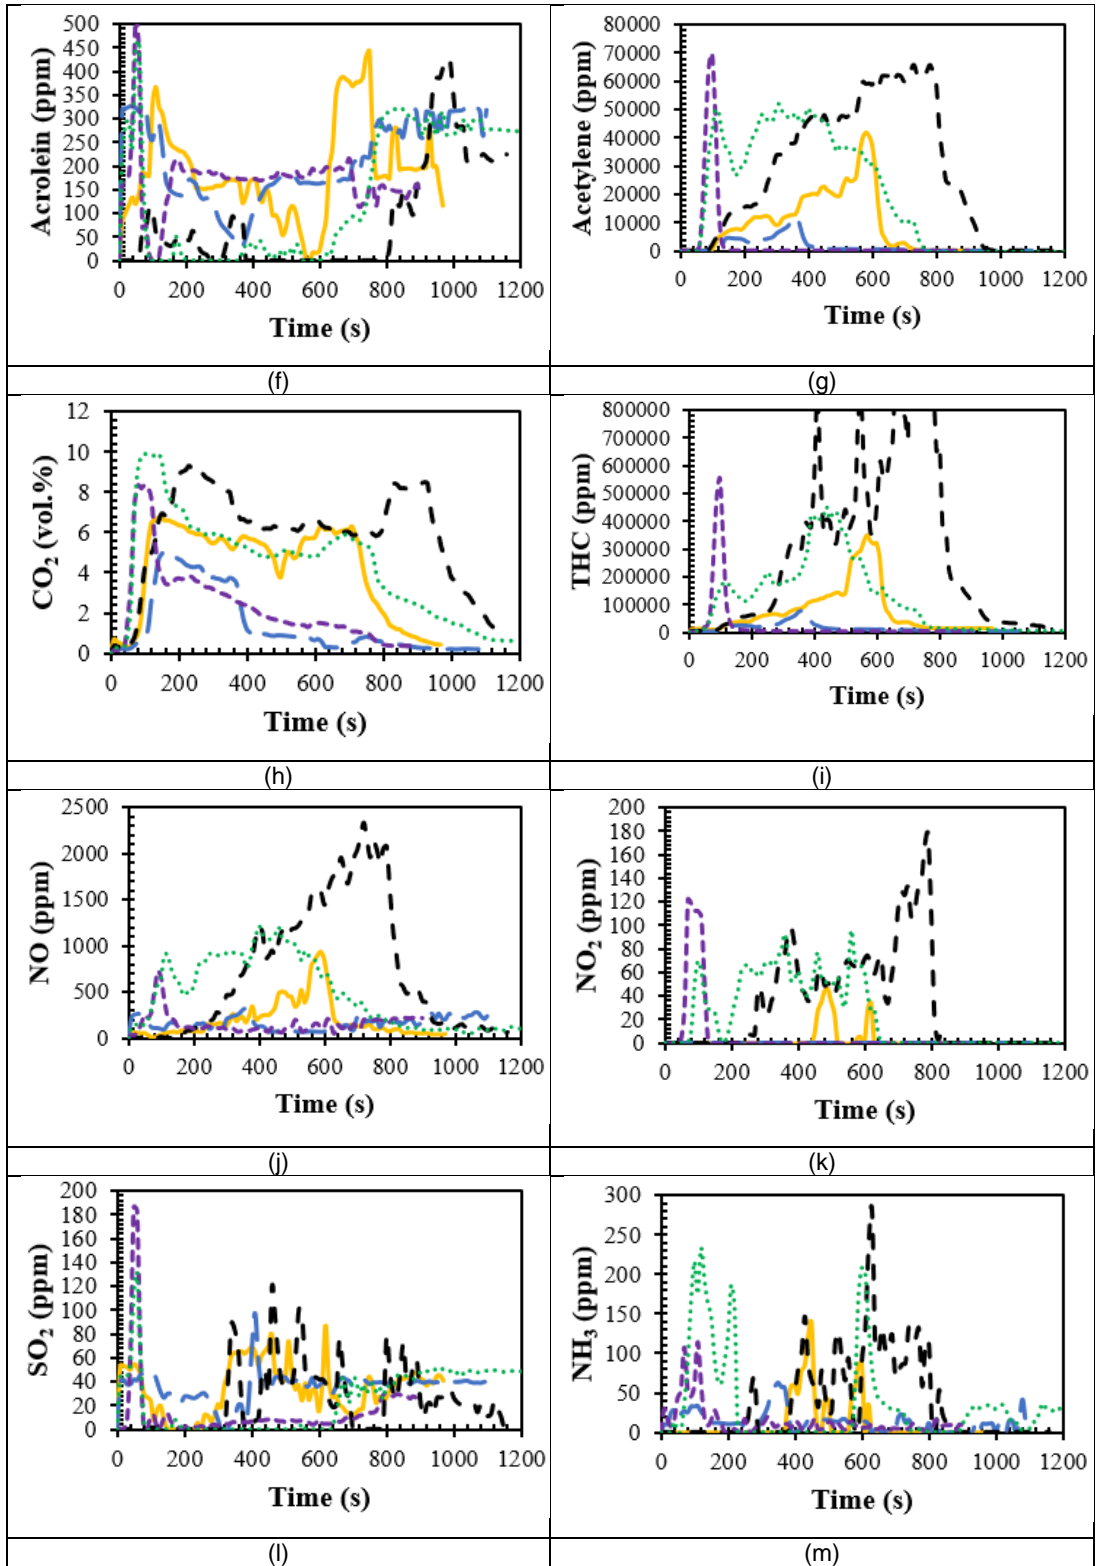 500
450
400
350
300
250
200
150
100
50
0
Acrolein (ppm)
0 200 400 600 800 1000 1200
Time (s)
80000
70000
60000
50000
40000
30000
20000
10000
0
Acetylene (ppm)
0 200 400 600 800 1000 1200
Time (s)
(f)
(g)
12
10
8
6
4
2
0
CO₂ (vol.%)
0 200 400 600 800 1000 1200
Time (s)
800000
700000
600000
500000
400000
300000
200000
100000
0
THC (ppm)
0 200 400 600 800 1000 1200
Time (s)
(h)
(i)
2500
2000
1500
1000
500
0
NO (ppm)
0 200 400 600 800 1000 1200
Time (s)
200
180
160
140
120
100
80
60
40
20
0
NO₂ (ppm)
0 200 400 600 800 1000 1200
Time (s)
(j)
(k)
200
180
160
140
120
100
80
60
40
20
0
SO₂ (ppm)
0 200 400 600 800 1000 1200
Time (s)
300
250
200
150
100
50
0
NH₃ (ppm)
0 200 400 600 800 1000 1200
Time (s)
(l)
(m)